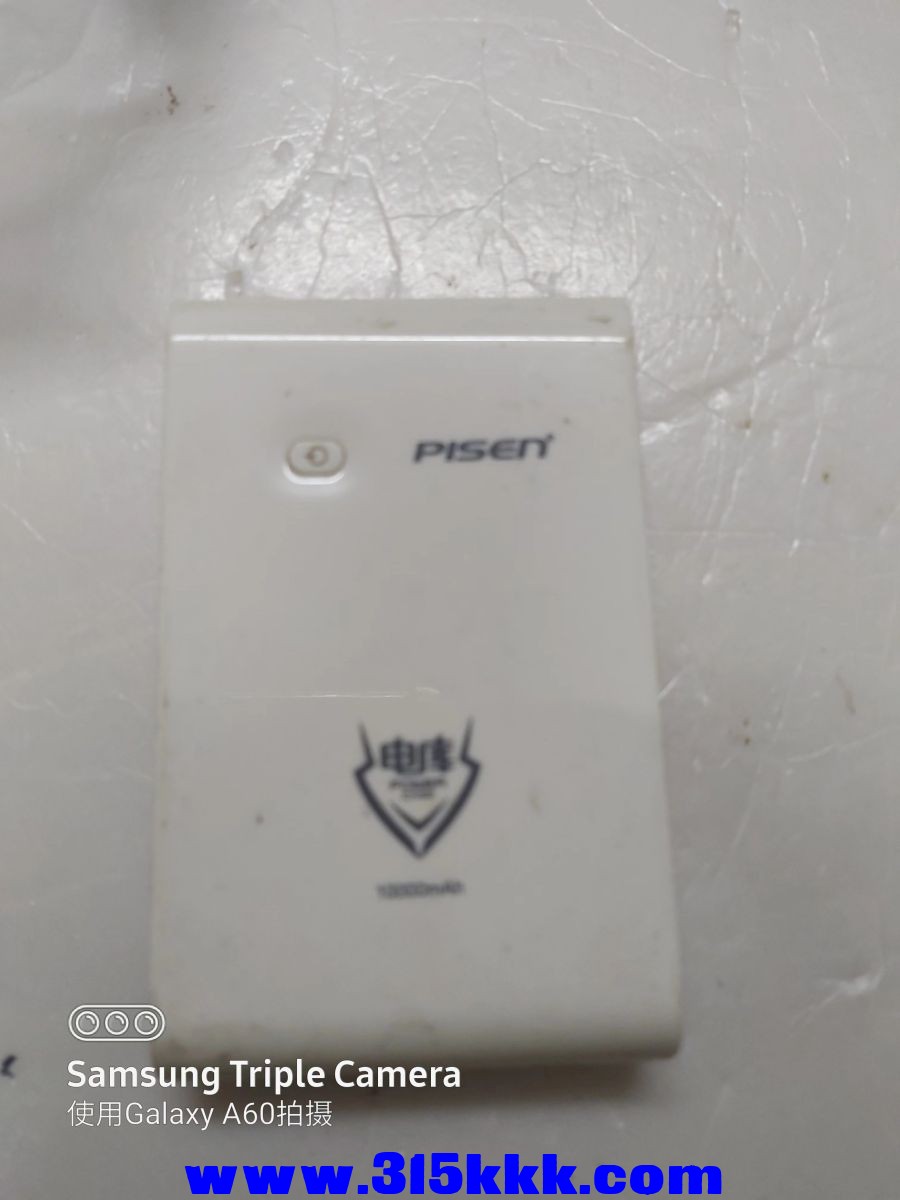 PISEN
电库
10000mAh
Samsung Triple Camera
使用Galaxy A60拍摄
www.315kkk.com